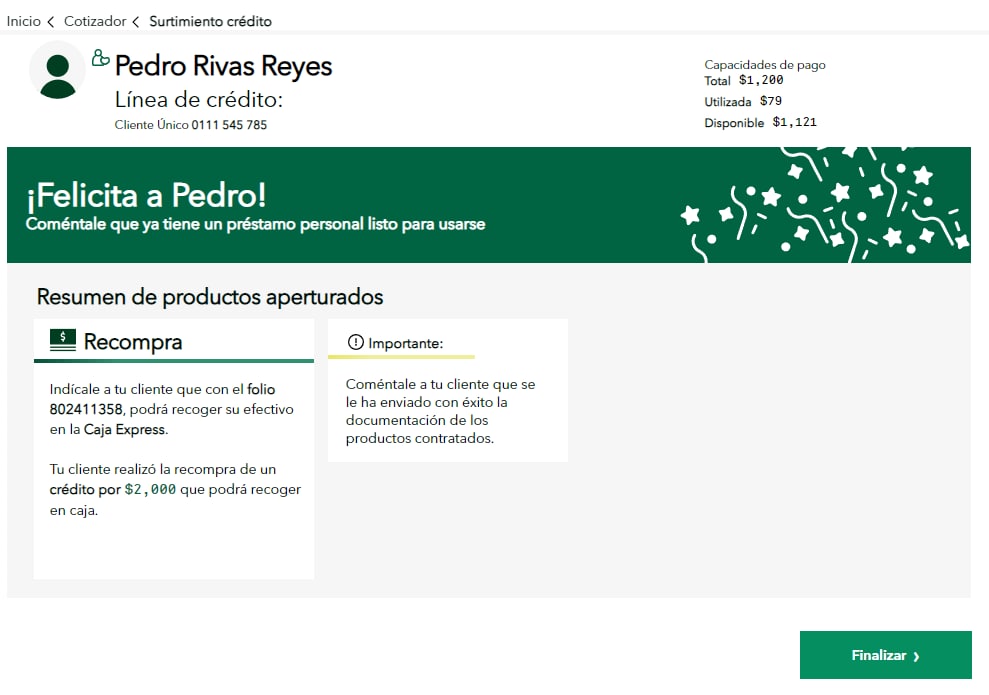 Inicio < Cotizador < Surtimiento crédito
Pedro Rivas Reyes
Línea de crédito:
Cliente Único 0111 545 785
Capacidades de pago
Total $1,200
Utilizada $79
Disponible $1,121
¡Felicita a Pedro!
Coméntale que ya tiene un préstamo personal listo para usarse
Resumen de productos aperturados
$ Recompra
Indícale a tu cliente que con el folio
802411358, podrá recoger su efectivo
en la Caja Express.
Tu cliente realizó la recompra de un
crédito por $2,000 que podrá recoger
en caja.
! Importante:
Coméntale a tu cliente que se
le ha enviado con éxito la
documentación de los
productos contratados.
Finalizar ›